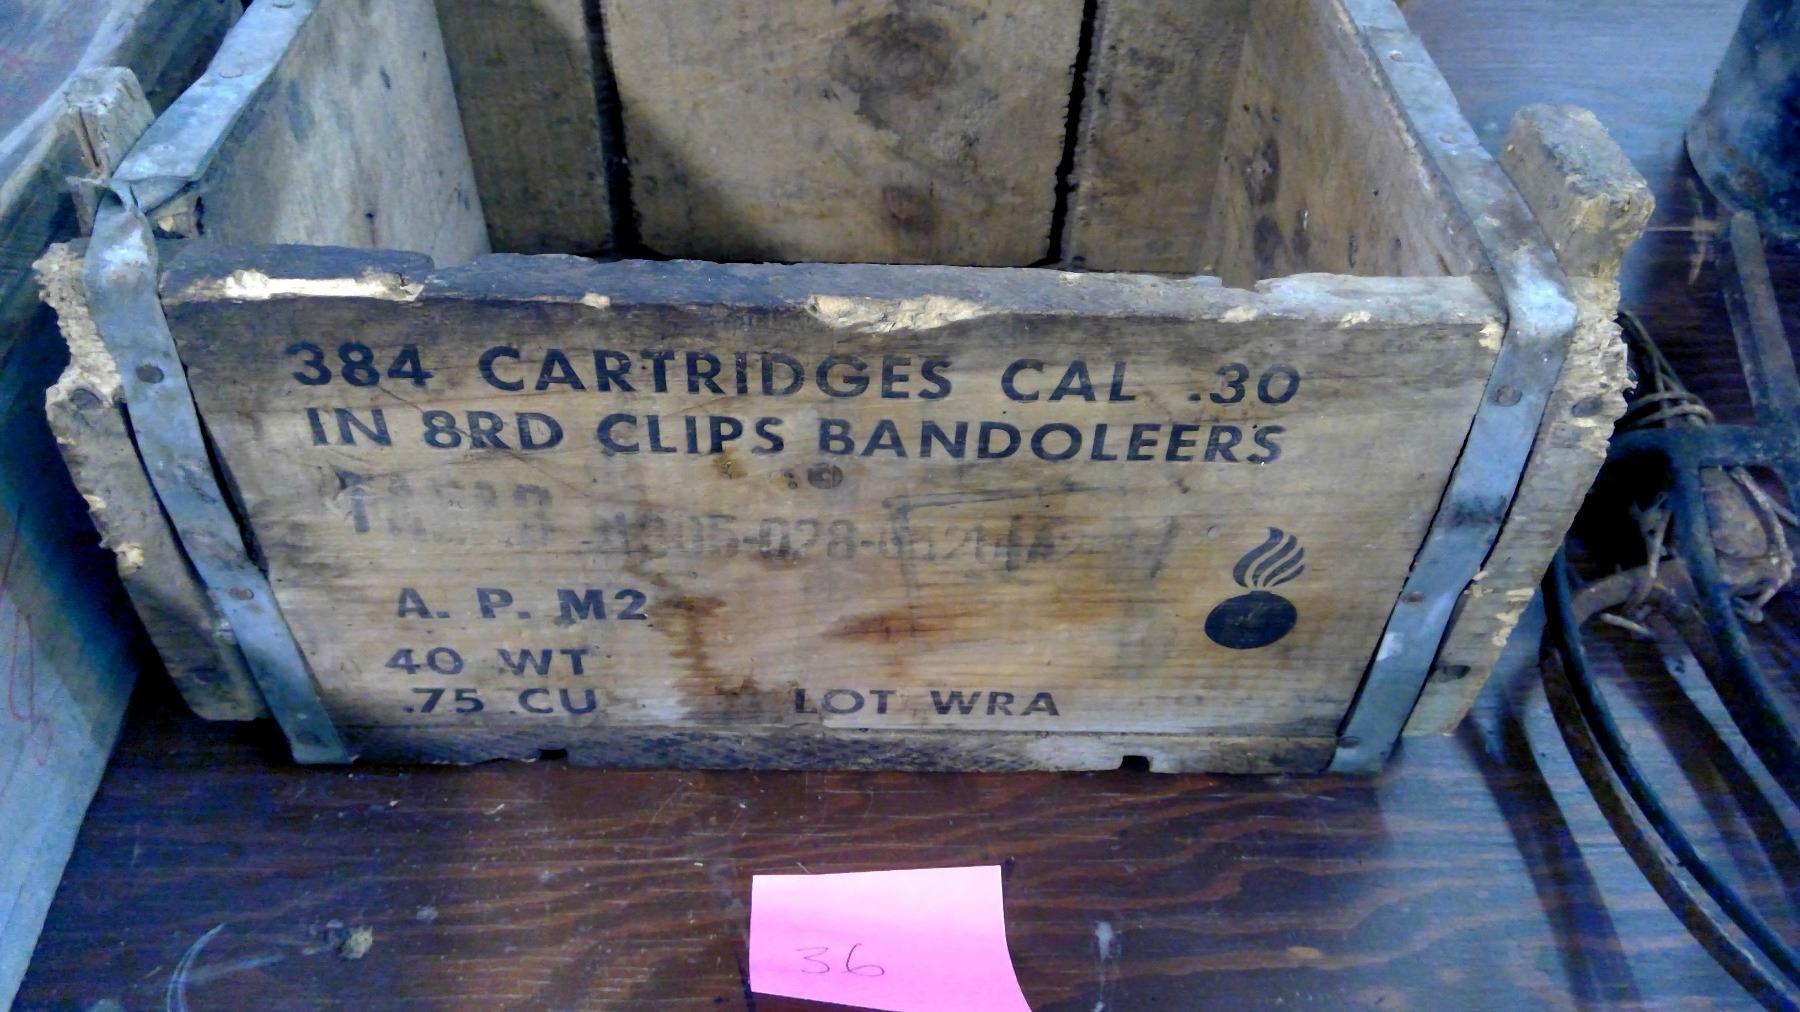 384 CARTRIDGES CAL .30
IN 8RD CLIPS BANDOLEERS
A. P. M2
40 WT
.75 CU
LOT WRA
36